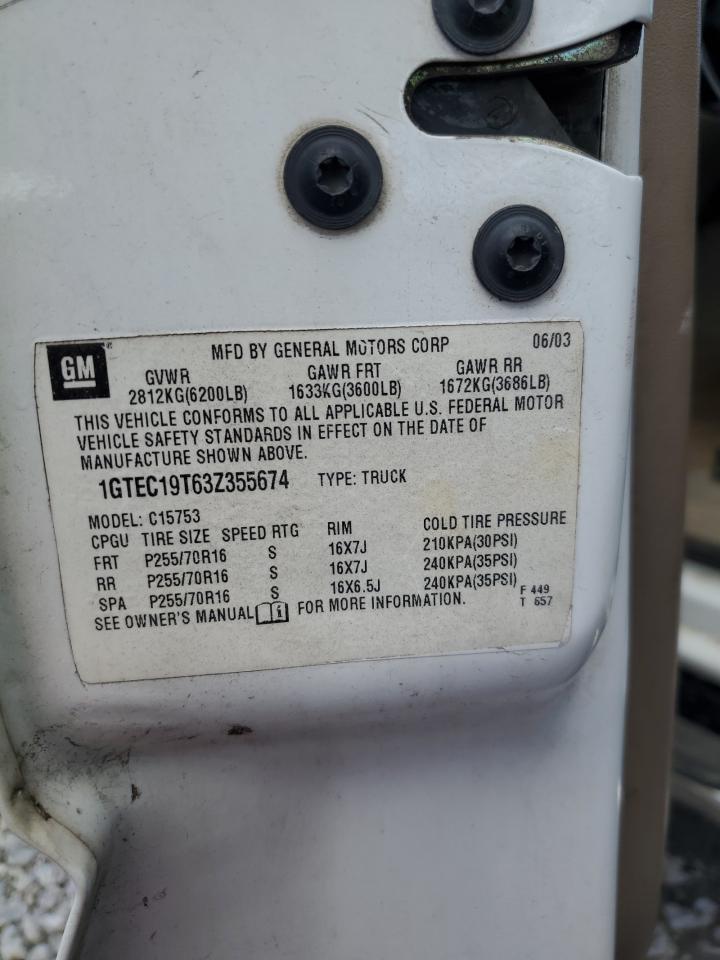 GM MFD BY GENERAL MOTORS CORP 06/03
GVWR GAWR FRT GAWR RR
2812KG(6200LB) 1633KG(3600LB) 1672KG(3686LB)
THIS VEHICLE CONFORMS TO ALL APPLICABLE U.S. FEDERAL MOTOR
VEHICLE SAFETY STANDARDS IN EFFECT ON THE DATE OF
MANUFACTURE SHOWN ABOVE.
1GTEC19T63Z355674 TYPE: TRUCK
MODEL: C15753
CPGU TIRE SIZE SPEED RTG RIM COLD TIRE PRESSURE
FRT P255/70R16 S 16X7J 210KPA(30PSI)
RR P255/70R16 S 16X7J 240KPA(35PSI)
SPA P255/70R16 S 16X6.5J 240KPA(35PSI)
SEE OWNER'S MANUAL FOR MORE INFORMATION.
F 449
T 657